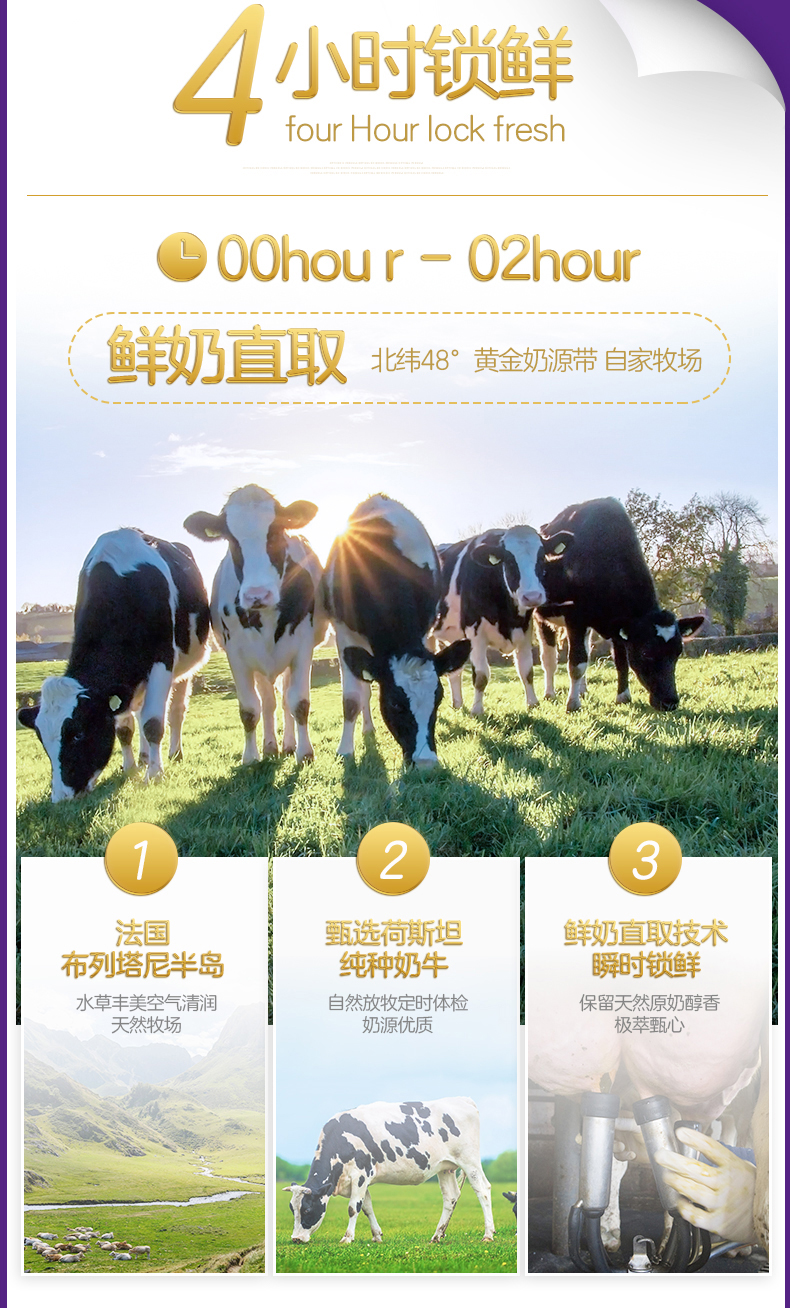 4小时锁鲜
four Hour lock fresh
00hou r - 02hour
鲜奶直取 北纬48° 黄金奶源带 自家牧场
1
法国
布列塔尼半岛
水草丰美空气清润
天然牧场
2
甄选荷斯坦
纯种奶牛
自然放牧定时体检
奶源优质
3
鲜奶直取技术
瞬时锁鲜
保留天然原奶醇香
极萃甄心